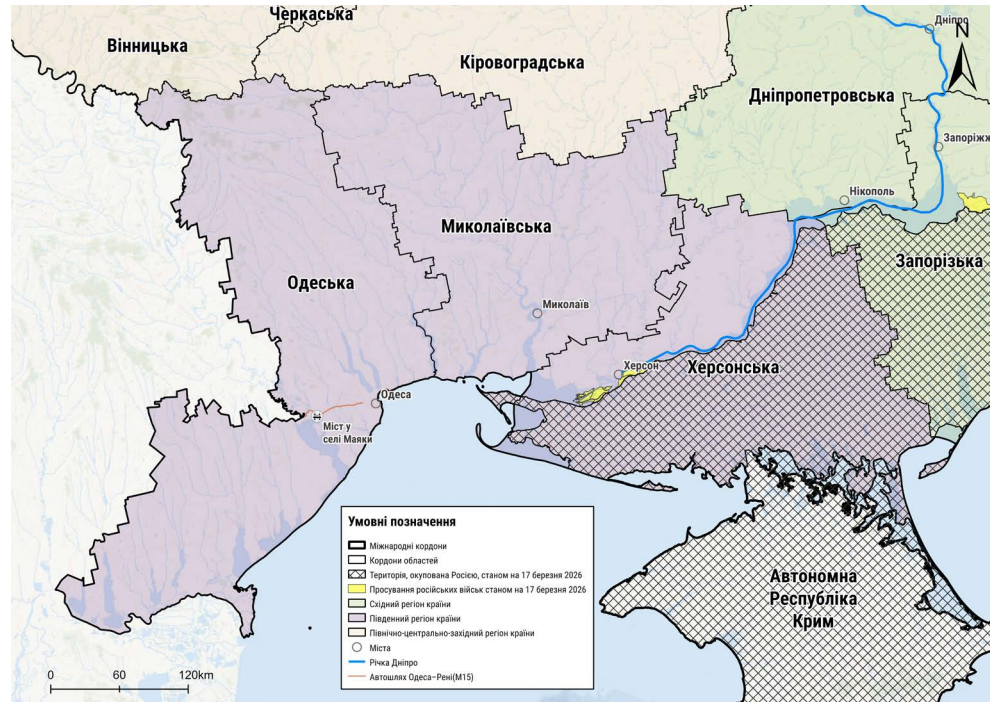 Черкаська
Дніпро
N
Вінницька
Кіровоградська
Дніпропетровська
Запоріжж
Нікополь
Миколаївська
Запорізька
Одеська
Миколаїв
Херсон
Херсонська
Одеса
Міст у
селі Маяки
Умовні позначення
Міжнародні кордони
Кордони областей
Територія, окупована Росією, станом на 17 березня 2026
Просування російських військ станом на 17 березня 2026
Східний регіон країни
Південний регіон країни
Північно-центрально-західний регіон країни
Міста
Річка Дніпро
Автошлях Одеса–Рені(М15)
Автономна
Республіка
Крим
0 60 120km